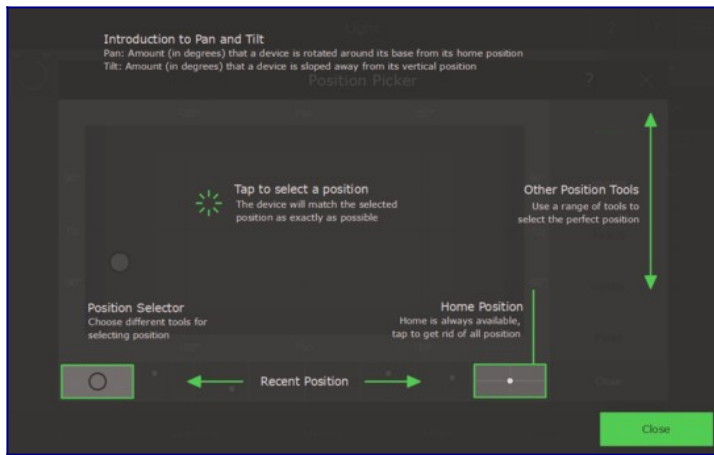 Introduction to Pan and Tilt
Pan: Amount (in degrees) that a device is rotated around its base from its home position
Tilt: Amount (in degrees) that a device is sloped away from its vertical position
Position Picker
?
Tap to select a position
The device will match the selected
position as exactly as possible
Other Position Tools
Use a range of tools to
select the perfect position
Position Selector
Choose different tools for
selecting position
Home Position
Home is always available,
tap to get rid of all position
Recent Position
Close